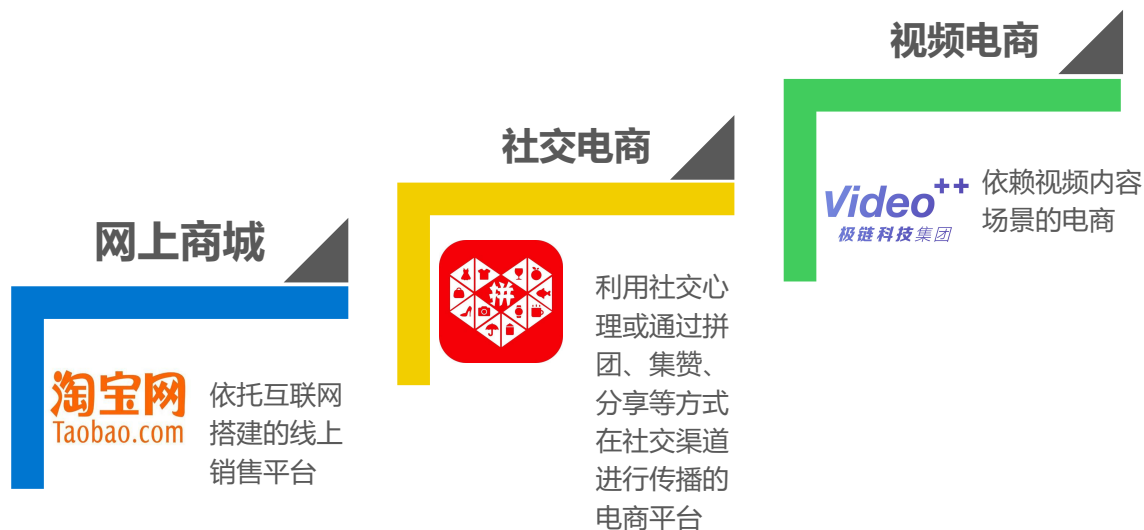 网上商城
淘宝网
Taobao.com
依托互联网
搭建的线上
销售平台
社交电商
拼
利用社交心
理或通过拼
团、集赞、
分享等方式
在社交渠道
进行传播的
电商平台
视频电商
Video++
极链科技集团
依赖视频内容
场景的电商